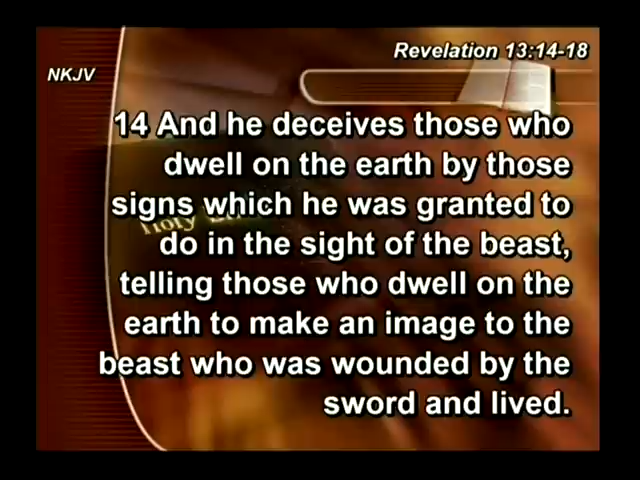 Revelation 13:14-18
NKJV
14 And he deceives those who
dwell on the earth by those
signs which he was granted to
do in the sight of the beast,
telling those who dwell on the
earth to make an image to the
beast who was wounded by the
sword and lived.
Holy